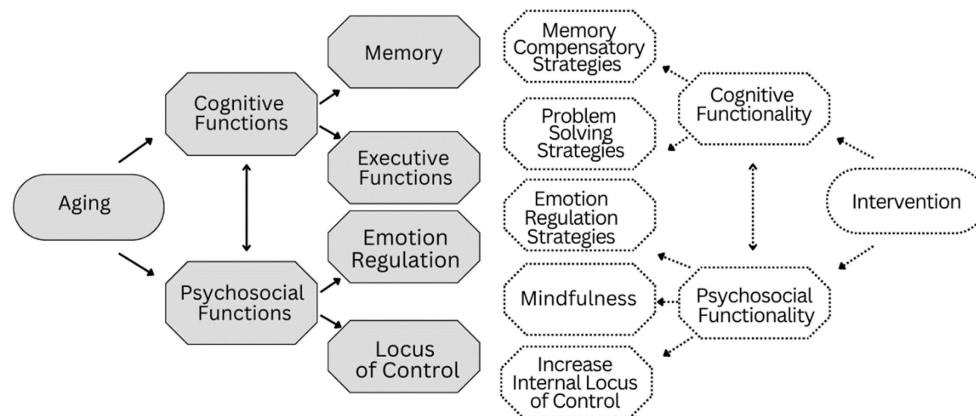 Aging
Cognitive
Functions
Psychosocial
Functions
Memory
Executive
Functions
Emotion
Regulation
Locus
of Control
Memory
Compensatory
Strategies
Problem
Solving
Strategies
Emotion
Regulation
Strategies
Mindfulness
Increase
Internal Locus
of Control
Cognitive
Functionality
Psychosocial
Functionality
Intervention